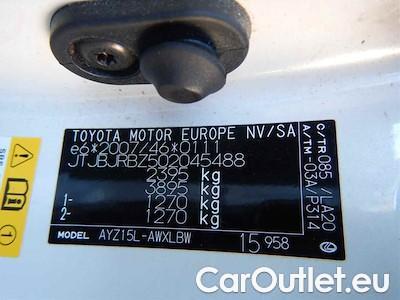 TOYOTA MOTOR EUROPE NV/SA
e6*2007/46*0111
JTJBJRBZ502045488
2395 kg
3895 kg
1- 1270 kg
2- 1270 kg
MODEL AYZ15L-AWXLBW 15 958
C/TR 085 /LA20
A/TM -03A/P314
CarOutlet.eu